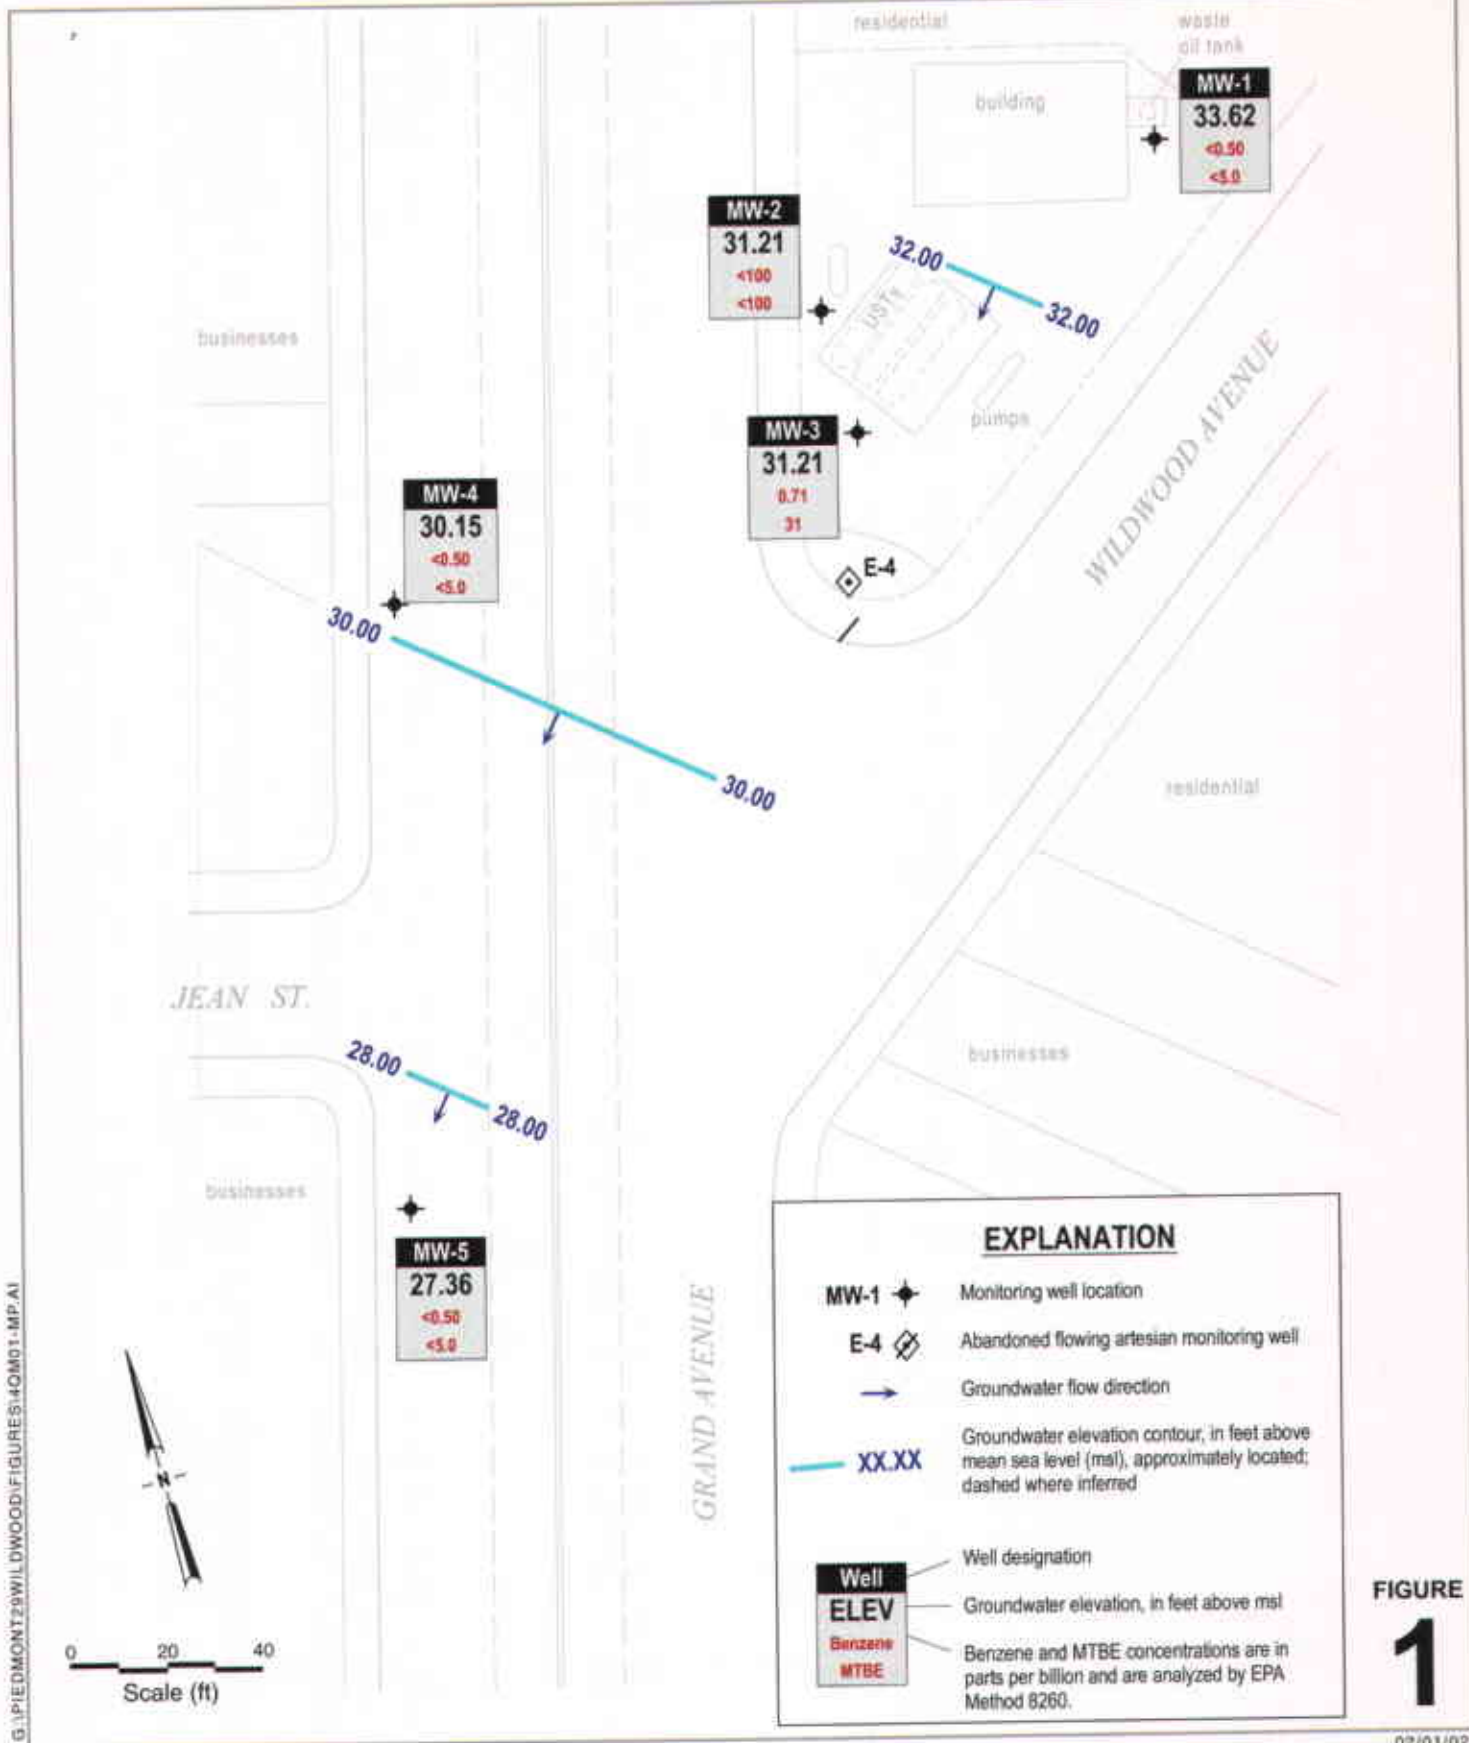 residential
waste
oil tank
building
MW-1
33.62
<0.50
<5.0
MW-2
31.21
<100
<100
32.00
32.00
USTs
businesses
pumps
MW-3
31.21
0.71
31
WILDWOOD AVENUE
MW-4
30.15
<0.50
<5.0
E-4
30.00
30.00
residential
JEAN ST.
28.00
28.00
businesses
businesses
MW-5
27.36
<0.50
<5.0
GRAND AVENUE
EXPLANATION
MW-1 Monitoring well location
E-4 Abandoned flowing artesian monitoring well
Groundwater flow direction
XX.XX Groundwater elevation contour, in feet above
mean sea level (msl), approximately located;
dashed where inferred
Well
ELEV
Benzene
MTBE
Well designation
Groundwater elevation, in feet above msl
Benzene and MTBE concentrations are in
parts per billion and are analyzed by EPA
Method 8260.
N
0 20 40
Scale (ft)
FIGURE
1
G:\PIEDMONT29WILDWOOD\FIGURES\4QM01-MP.AI